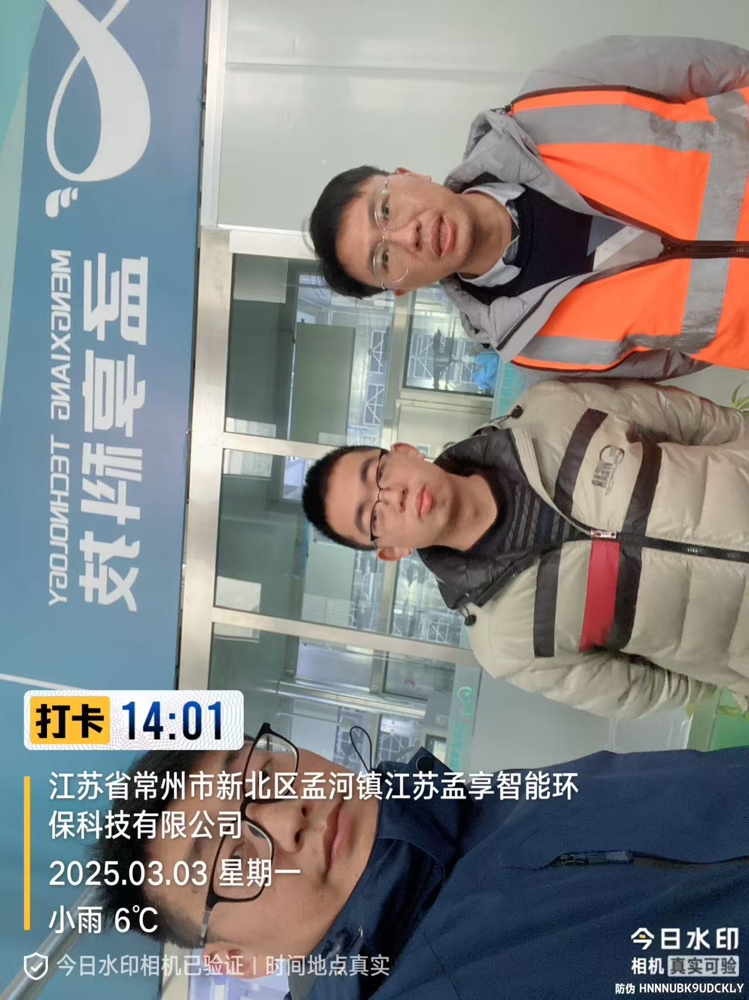 孟享科技
MENGXIANG TECHNOLOGY
打卡 14:01
江苏省常州市新北区孟河镇江苏孟享智能环
保科技有限公司
2025.03.03 星期一
小雨 6℃
今日水印相机已验证 | 时间地点真实
今日水印
相机 真实可验
防伪 HNNNUBK9UDCKLY